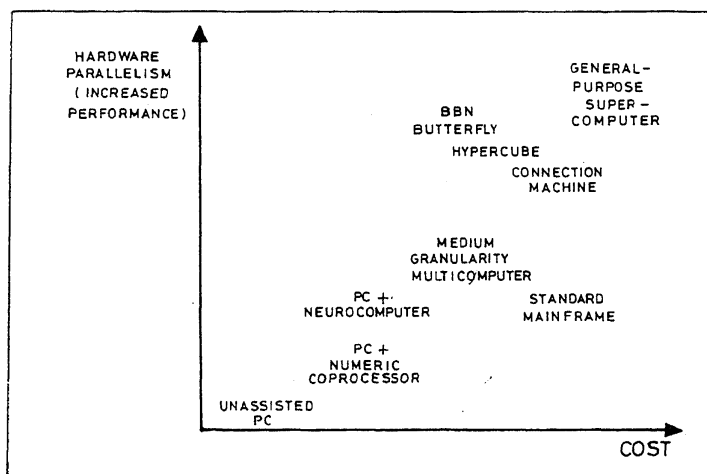 HARDWARE
PARALLELISM
(INCREASED
PERFORMANCE)
GENERAL-
PURPOSE
SUPER-
COMPUTER
BBN
BUTTERFLY
HYPERCUBE
CONNECTION
MACHINE
MEDIUM
GRANULARITY
MULTICOMPUTER
PC +
NEUROCOMPUTER
STANDARD
MAINFRAME
PC +
NUMERIC
COPROCESSOR
UNASSISTED
PC
COST